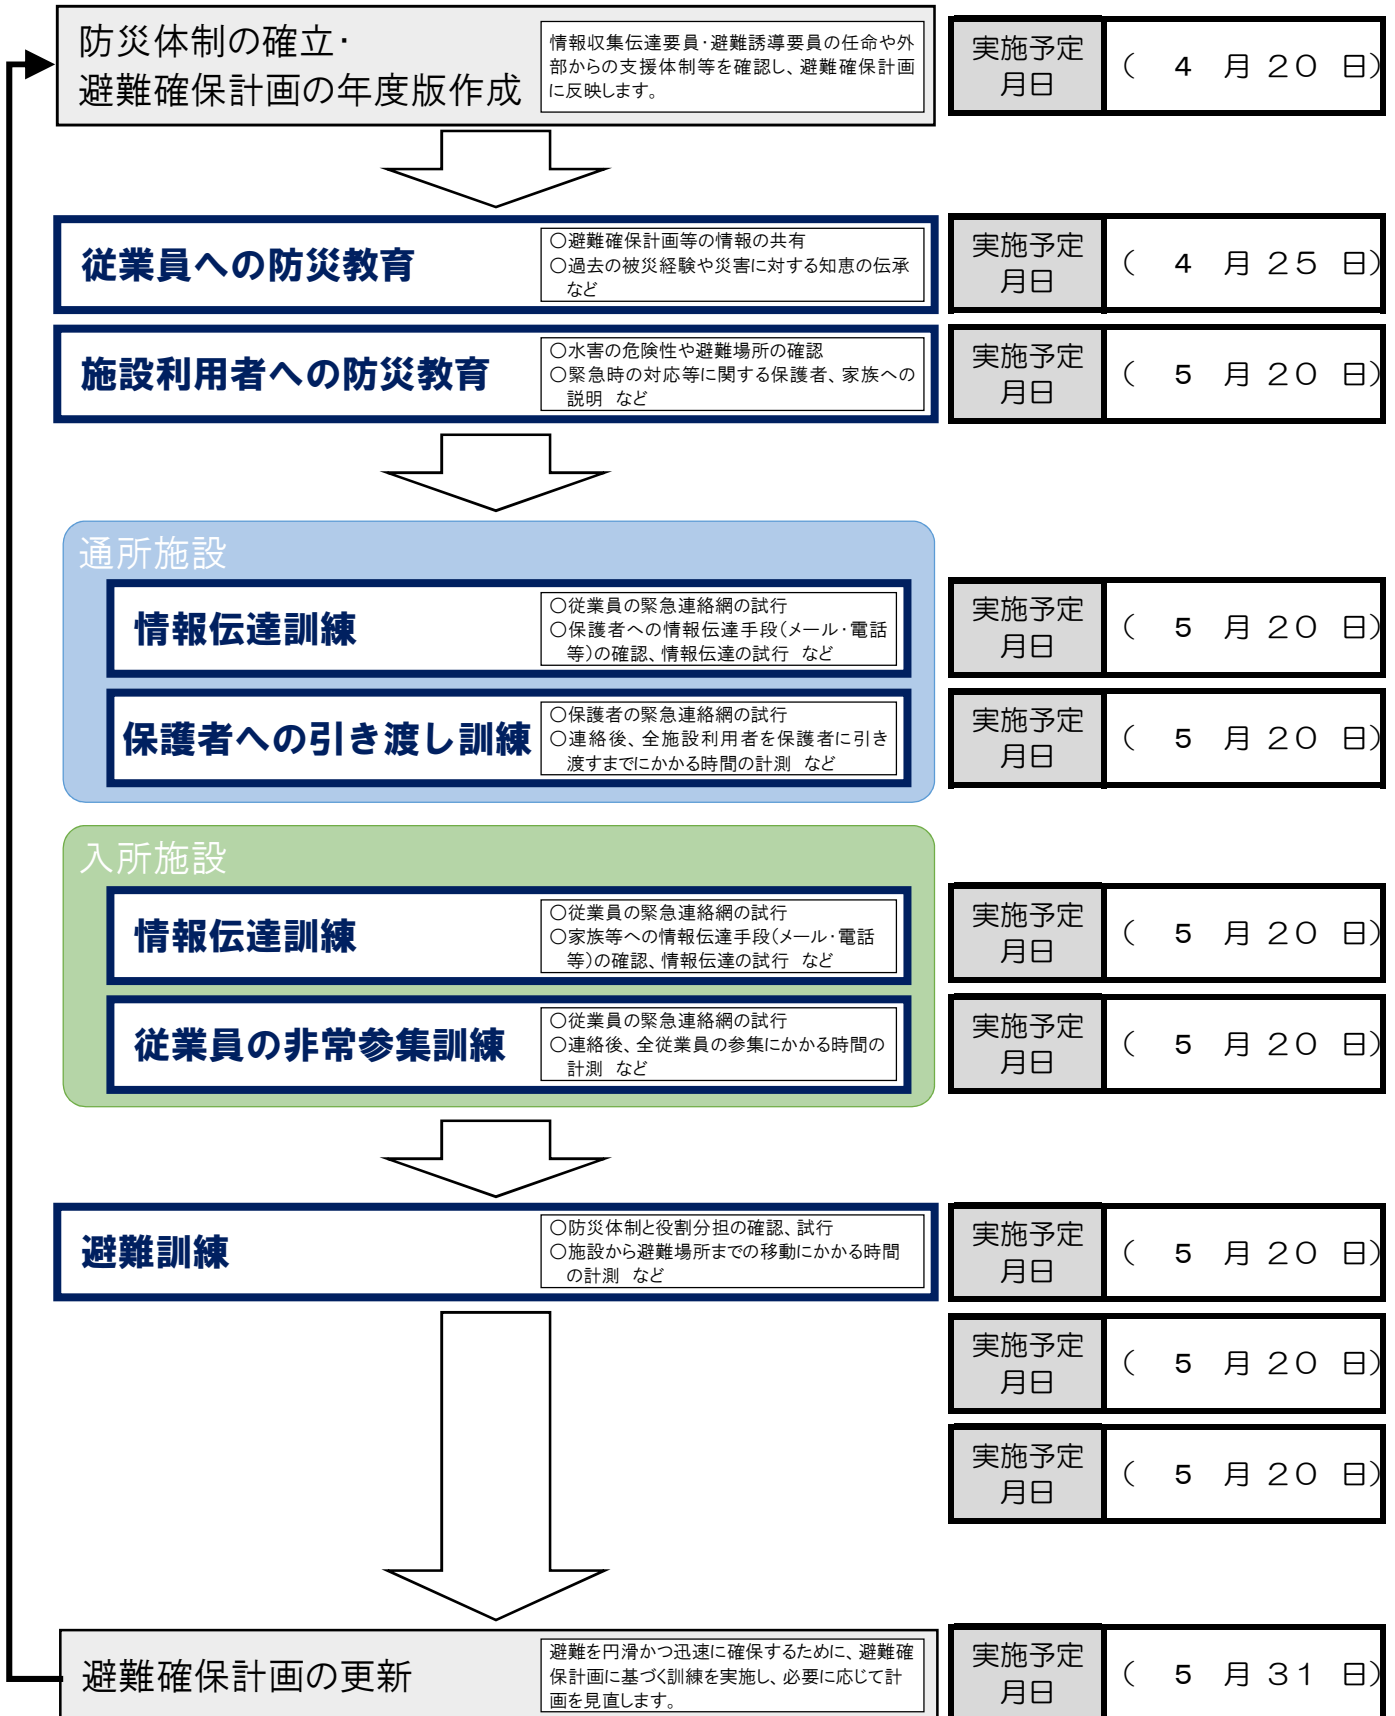 防災体制の確立・
避難確保計画の年度版作成
情報収集伝達要員・避難誘導要員の任命や外
部からの支援体制等を確認し、避難確保計画
に反映します。
実施予定
月日
（ 4 月 20 日）
従業員への防災教育
○避難確保計画等の情報の共有
○過去の被災経験や災害に対する知恵の伝承
など
実施予定
月日
（ 4 月 25 日）
施設利用者への防災教育
○水害の危険性や避難場所の確認
○緊急時の対応等に関する保護者、家族への
説明 など
実施予定
月日
（ 5 月 20 日）
通所施設
情報伝達訓練
○従業員の緊急連絡網の試行
○保護者への情報伝達手段（メール・電話
等）の確認、情報伝達の試行 など
実施予定
月日
（ 5 月 20 日）
保護者への引き渡し訓練
○保護者の緊急連絡網の試行
○連絡後、全施設利用者を保護者に引き
渡すまでにかかる時間の計測 など
実施予定
月日
（ 5 月 20 日）
入所施設
情報伝達訓練
○従業員の緊急連絡網の試行
○家族等への情報伝達手段（メール・電話
等）の確認、情報伝達の試行 など
実施予定
月日
（ 5 月 20 日）
従業員の非常参集訓練
○従業員の緊急連絡網の試行
○連絡後、全従業員の参集にかかる時間の
計測 など
実施予定
月日
（ 5 月 20 日）
避難訓練
○防災体制と役割分担の確認、試行
○施設から避難場所までの移動にかかる時間
の計測 など
実施予定
月日
（ 5 月 20 日）
実施予定
月日
（ 5 月 20 日）
実施予定
月日
（ 5 月 20 日）
避難確保計画の更新
避難を円滑かつ迅速に確保するために、避難確
保計画に基づく訓練を実施し、必要に応じて計
画を見直します。
実施予定
月日
（ 5 月 31 日）